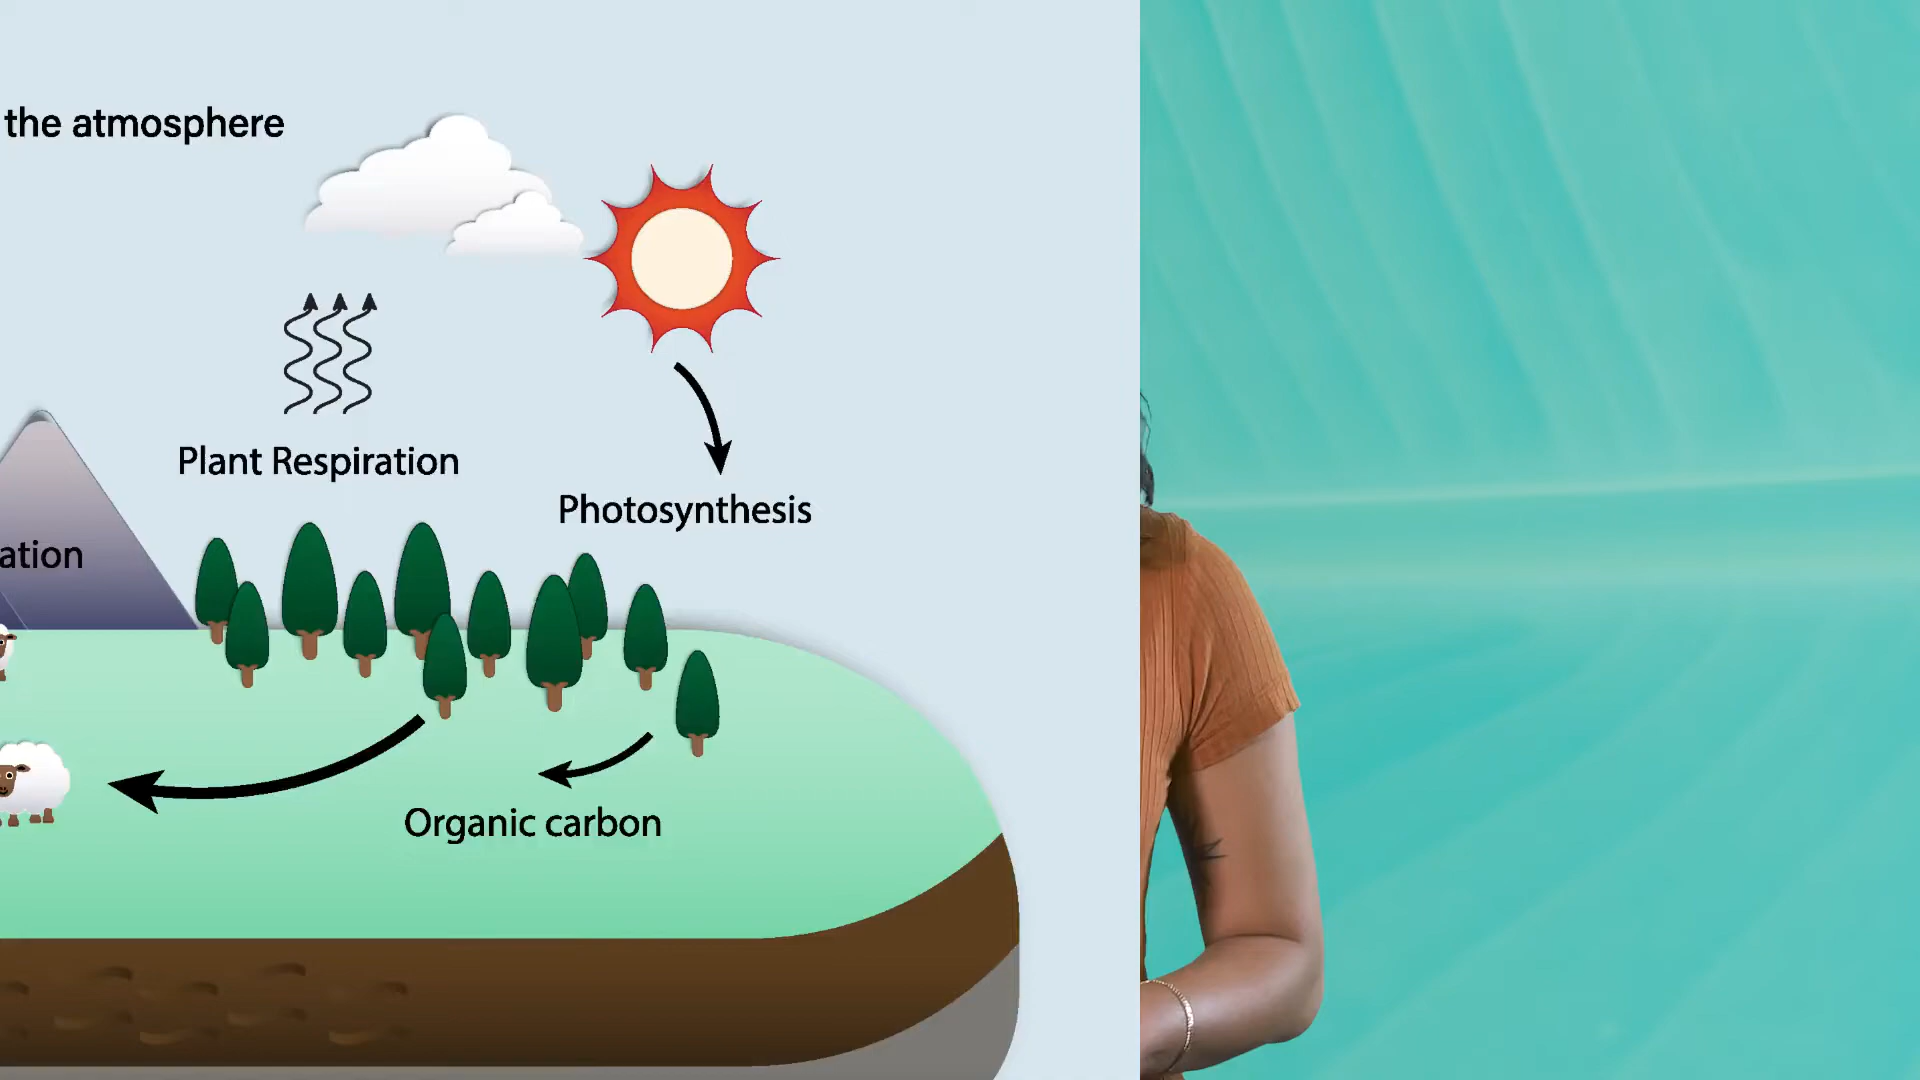 the atmosphere
Plant Respiration
Photosynthesis
ation
Organic carbon